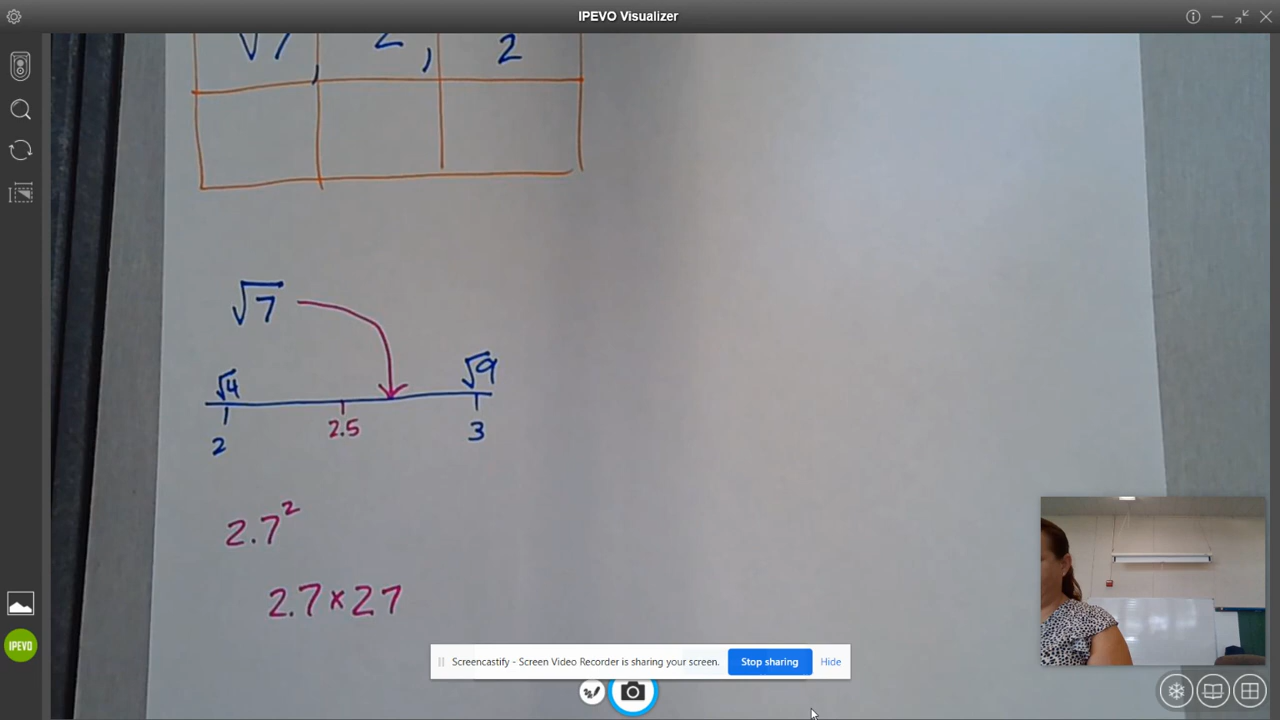 IPEVO Visualizer
√7, 2, 2
√7
√4 √9
2 2.5 3
2.7²
2.7 × 27
IPEVO
Screencastify - Screen Video Recorder is sharing your screen. Stop sharing Hide